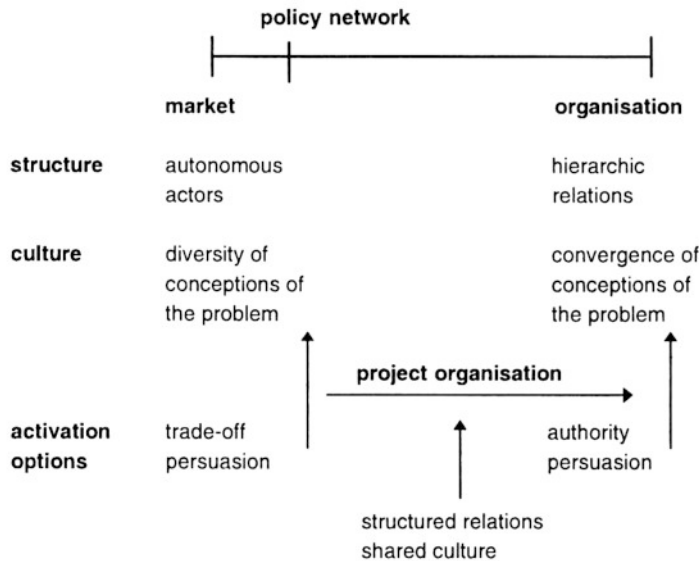 policy network
market organisation
structure autonomous hierarchic
actors relations
culture diversity of convergence of
conceptions of conceptions of
the problem the problem
project organisation
activation trade-off authority
options persuasion persuasion
structured relations
shared culture